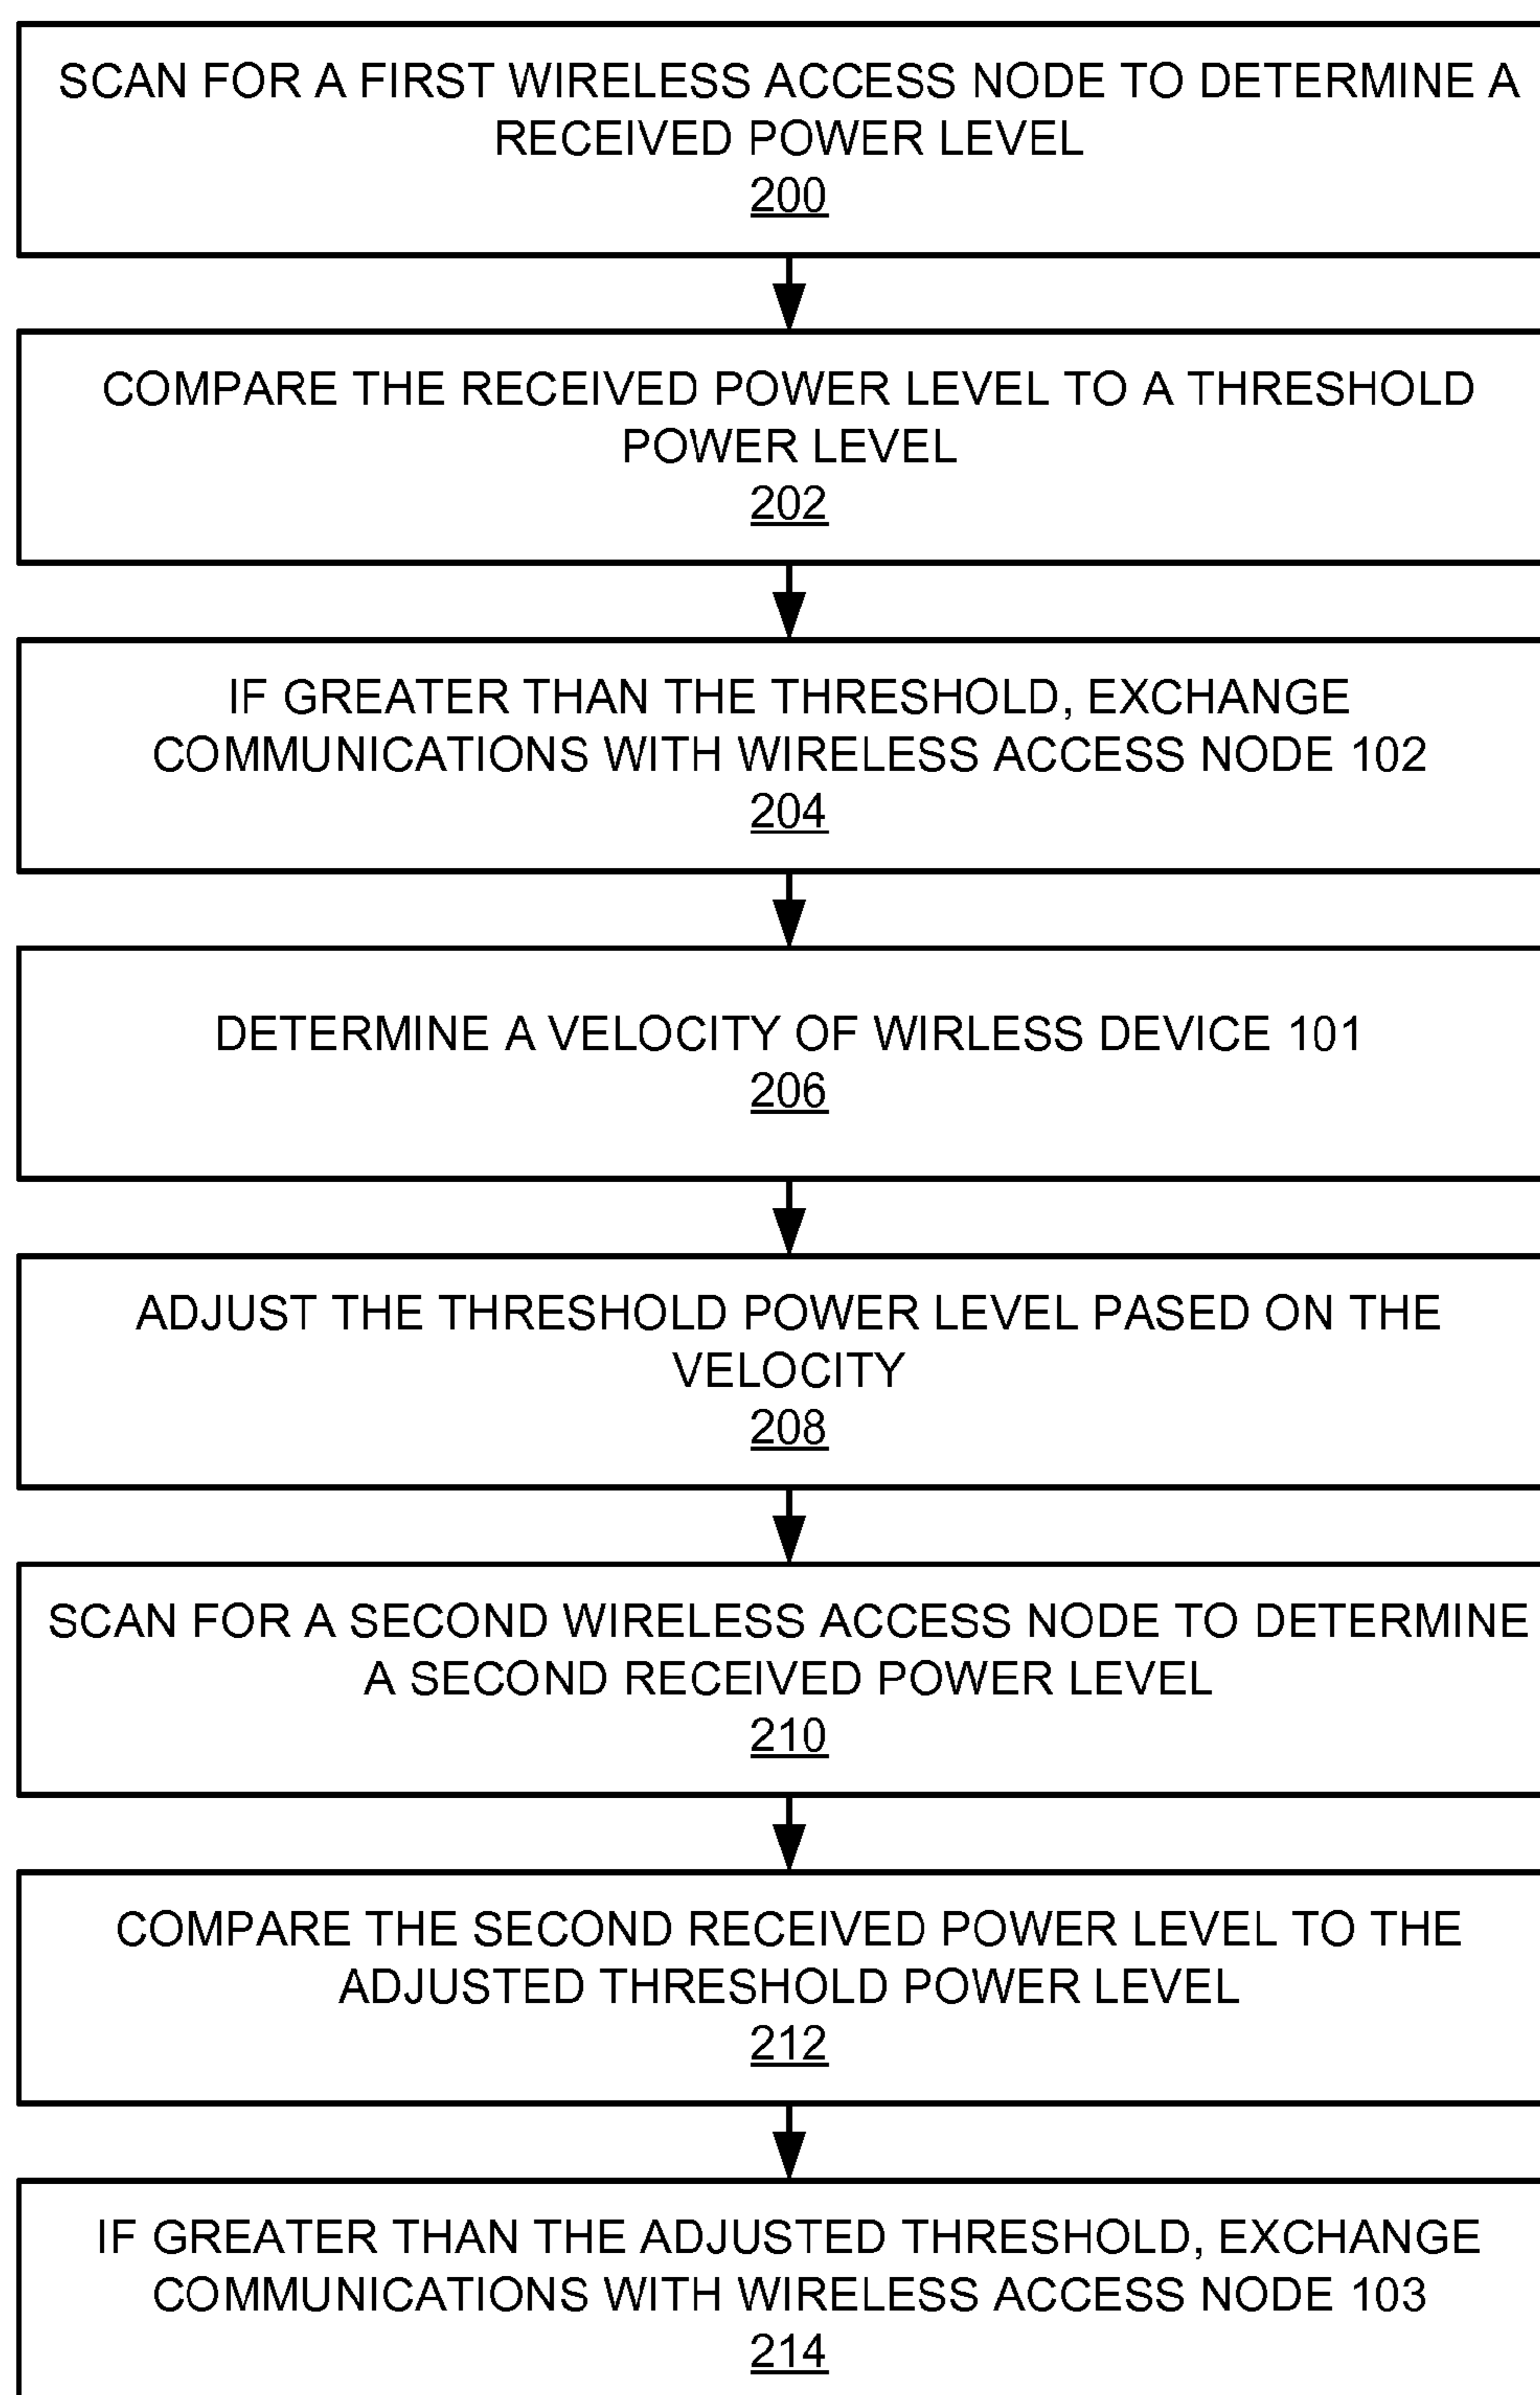 SCAN FOR A FIRST WIRELESS ACCESS NODE TO DETERMINE A
RECEIVED POWER LEVEL
200
COMPARE THE RECEIVED POWER LEVEL TO A THRESHOLD
POWER LEVEL
202
IF GREATER THAN THE THRESHOLD, EXCHANGE
COMMUNICATIONS WITH WIRELESS ACCESS NODE 102
204
DETERMINE A VELOCITY OF WIRLESS DEVICE 101
206
ADJUST THE THRESHOLD POWER LEVEL PASED ON THE
VELOCITY
208
SCAN FOR A SECOND WIRELESS ACCESS NODE TO DETERMINE
A SECOND RECEIVED POWER LEVEL
210
COMPARE THE SECOND RECEIVED POWER LEVEL TO THE
ADJUSTED THRESHOLD POWER LEVEL
212
IF GREATER THAN THE ADJUSTED THRESHOLD, EXCHANGE
COMMUNICATIONS WITH WIRELESS ACCESS NODE 103
214